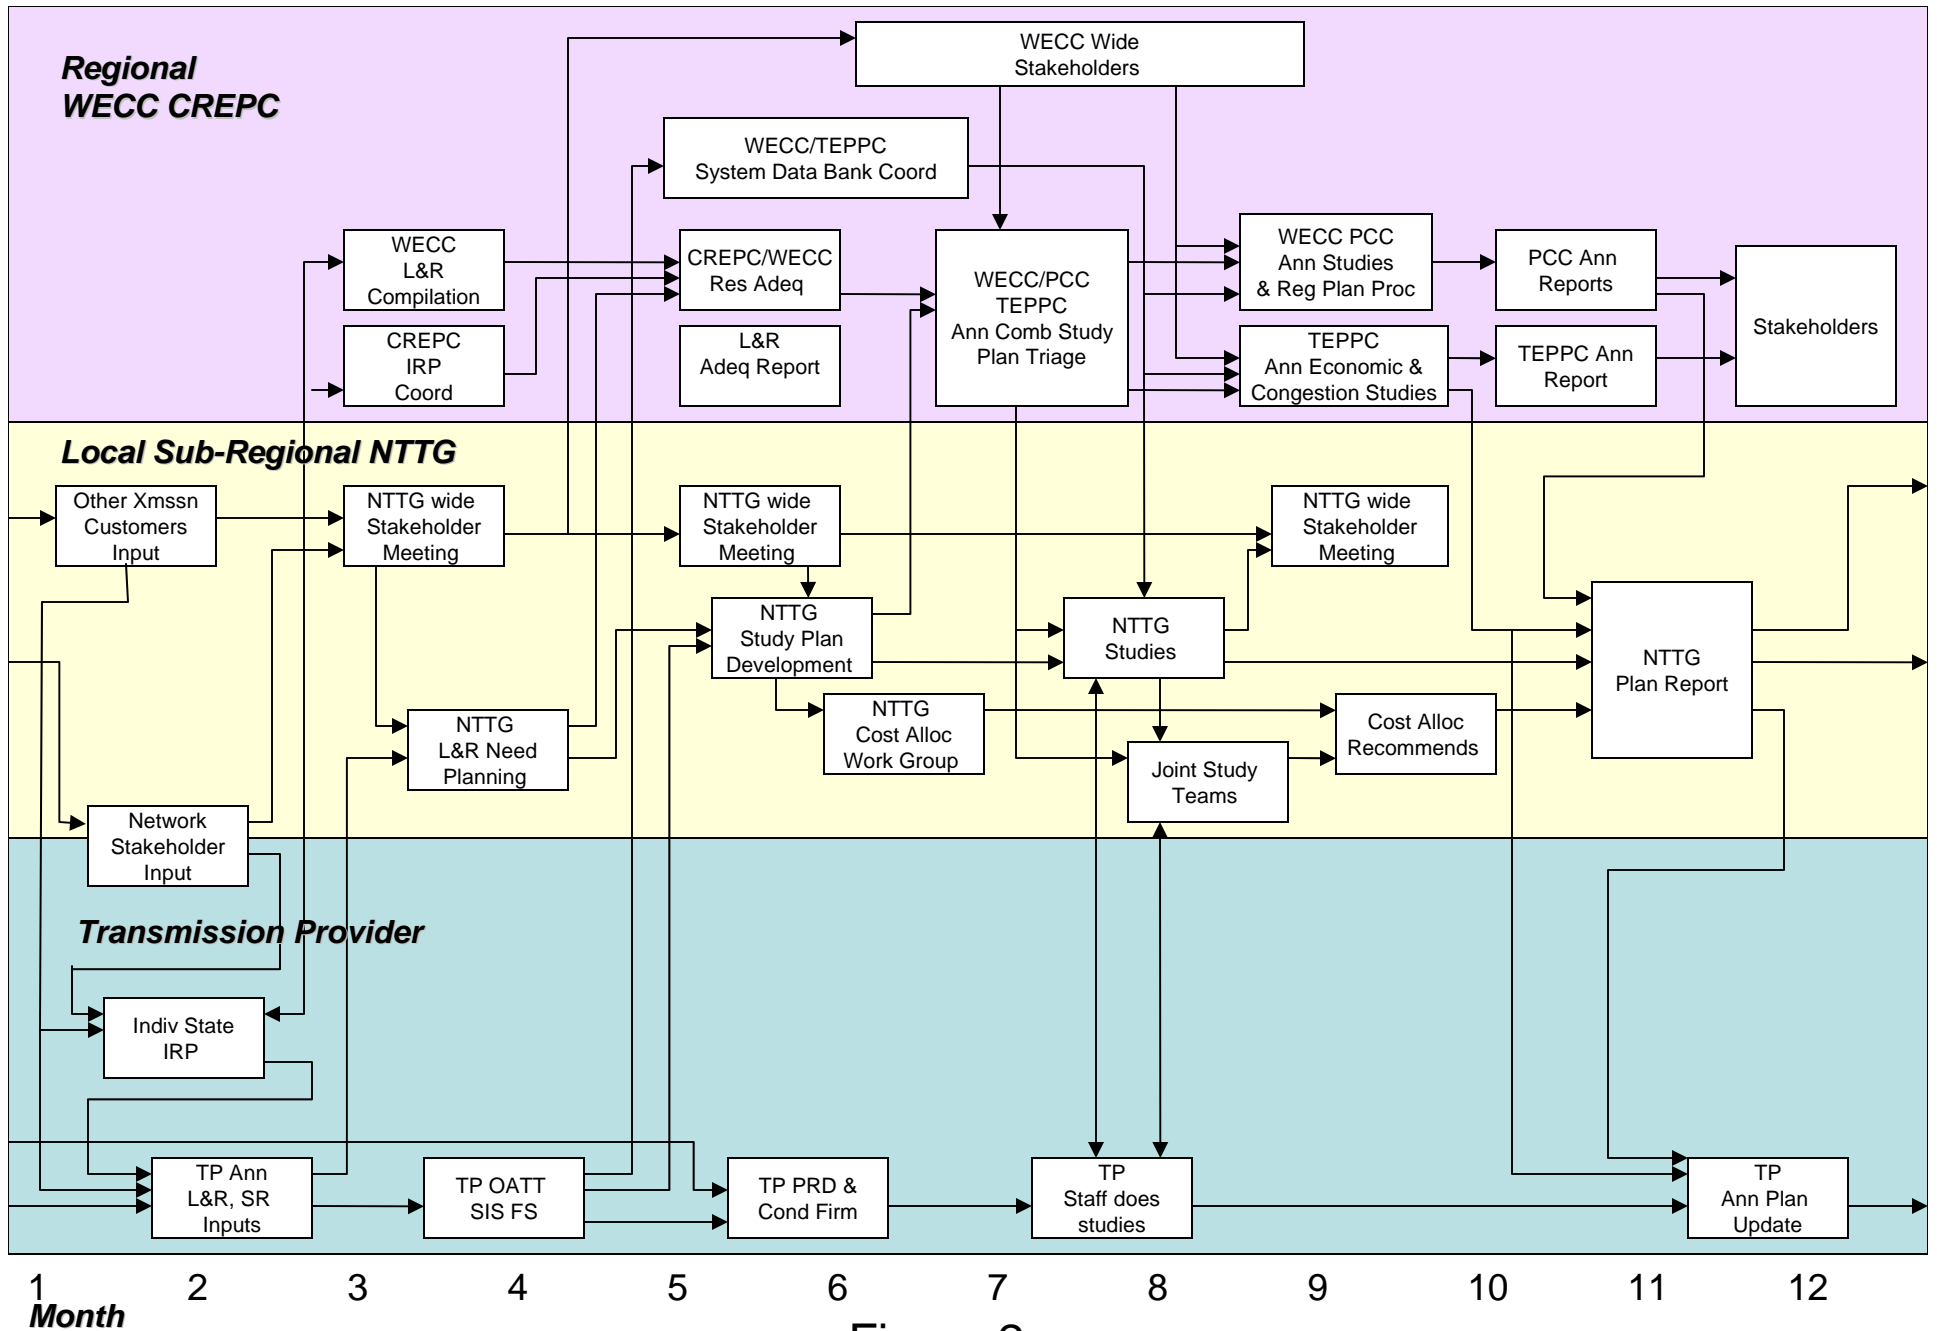 WECC Wide
Stakeholders
Regional
WECC CREPC
WECC/TEPPC
System Data Bank Coord
WECC
L&R
Compilation
CREPC/WECC
Res Adeq
WECC/PCC
TEPPC
Ann Comb Study
Plan Triage
WECC PCC
Ann Studies
& Reg Plan Proc
PCC Ann
Reports
Stakeholders
CREPC
IRP
Coord
L&R
Adeq Report
TEPPC
Ann Economic &
Congestion Studies
TEPPC Ann
Report
Local Sub-Regional NTTG
Other Xmssn
Customers
Input
NTTG wide
Stakeholder
Meeting
NTTG wide
Stakeholder
Meeting
NTTG wide
Stakeholder
Meeting
NTTG
Study Plan
Development
NTTG
Studies
NTTG
Plan Report
NTTG
L&R Need
Planning
NTTG
Cost Alloc
Work Group
Cost Alloc
Recommends
Joint Study
Teams
Network
Stakeholder
Input
Transmission Provider
Indiv State
IRP
TP Ann
L&R, SR
Inputs
TP OATT
SIS FS
TP PRD &
Cond Firm
TP
Staff does
studies
TP
Ann Plan
Update
1 2 3 4 5 6 7 8 9 10 11 12
Month